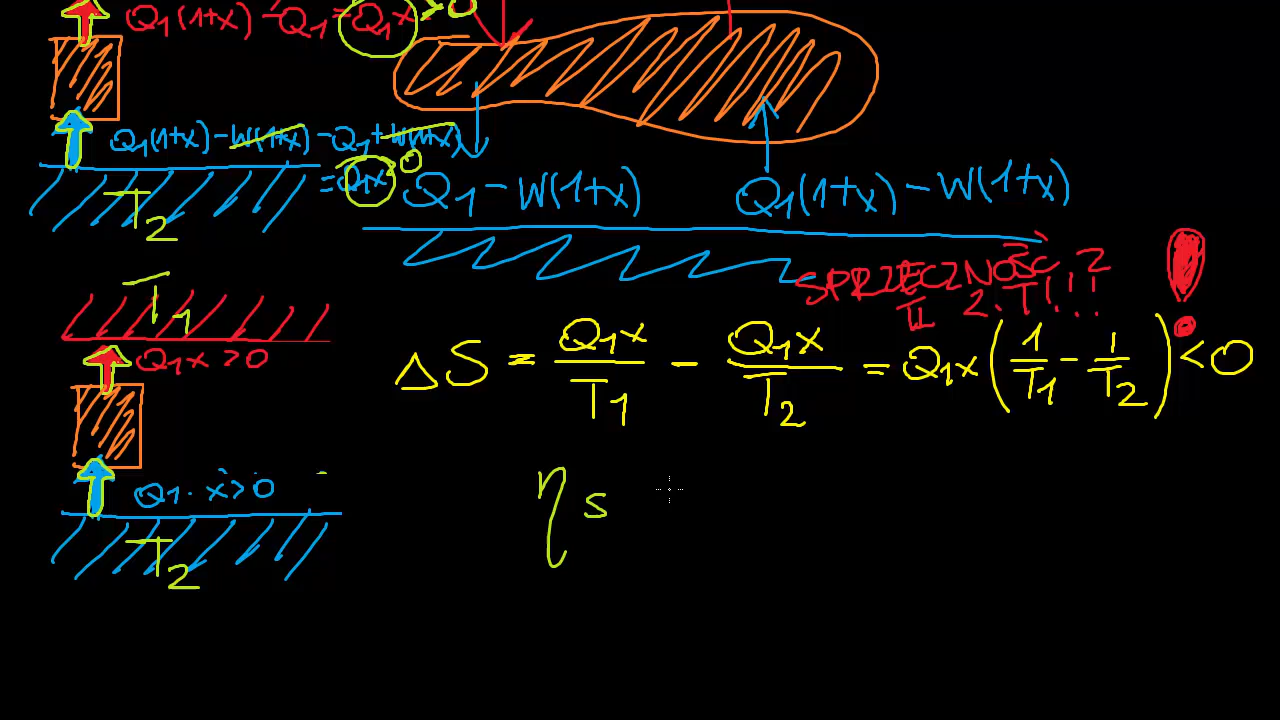 Q₁(1+x)-Q₁=Q₁x>0
Q₁(1+x)-W(1+x)-Q₁+W(1+x)
=Q₁x>0
T₂
Q₁-W(1+x)
Q₁(1+x)-W(1+x)
SPRZECZNOŚĆ Z
II Z.T!!!
T₁
Q₁x>0
ΔS = Q₁x/T₁ - Q₁x/T₂ = Q₁x(1/T₁ - 1/T₂) < 0
Q₁·x>0
T₂
η s